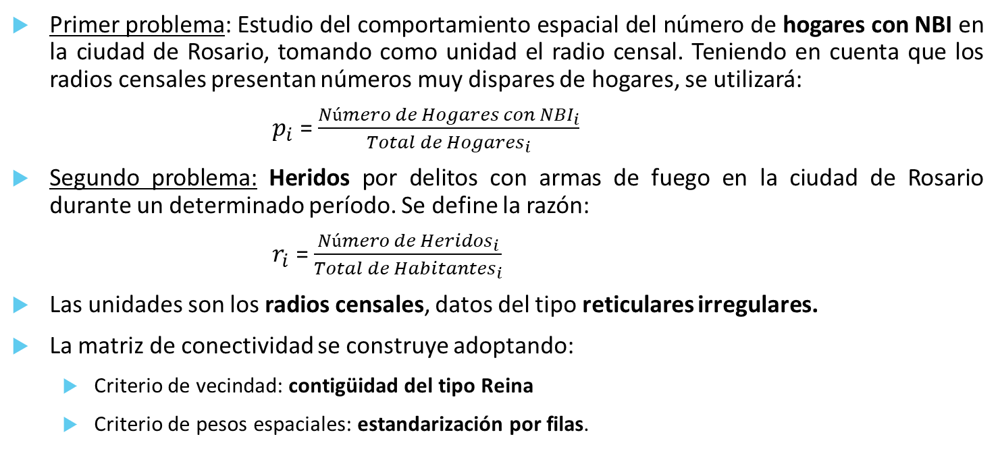 Primer problema: Estudio del comportamiento espacial del número de hogares con NBI en
la ciudad de Rosario, tomando como unidad el radio censal. Teniendo en cuenta que los
radios censales presentan números muy dispares de hogares, se utilizará:
p_i = Número de Hogares con NBI_i / Total de Hogares_i
Segundo problema: Heridos por delitos con armas de fuego en la ciudad de Rosario
durante un determinado período. Se define la razón:
r_i = Número de Heridos_i / Total de Habitantes_i
Las unidades son los radios censales, datos del tipo reticulares irregulares.
La matriz de conectividad se construye adoptando:
Criterio de vecindad: contigüidad del tipo Reina
Criterio de pesos espaciales: estandarización por filas.